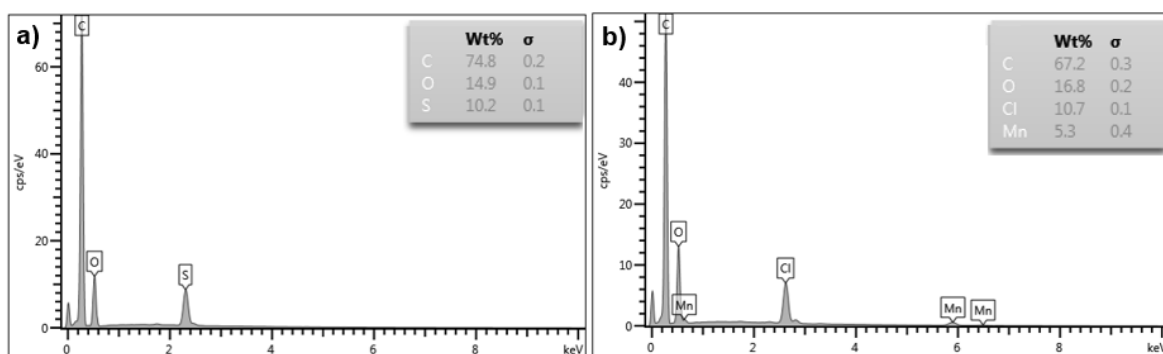 a)
C
Wt% σ
C 74.8 0.2
O 14.9 0.1
S 10.2 0.1
60
40
cps/eV
20
O
S
0
0 2 4 6 8 keV
b)
C
Wt% σ
C 67.2 0.3
O 16.8 0.2
Cl 10.7 0.1
Mn 5.3 0.4
40
30
cps/eV
20
O
10
Cl
Mn
Mn
Mn
0
0 2 4 6 8 keV